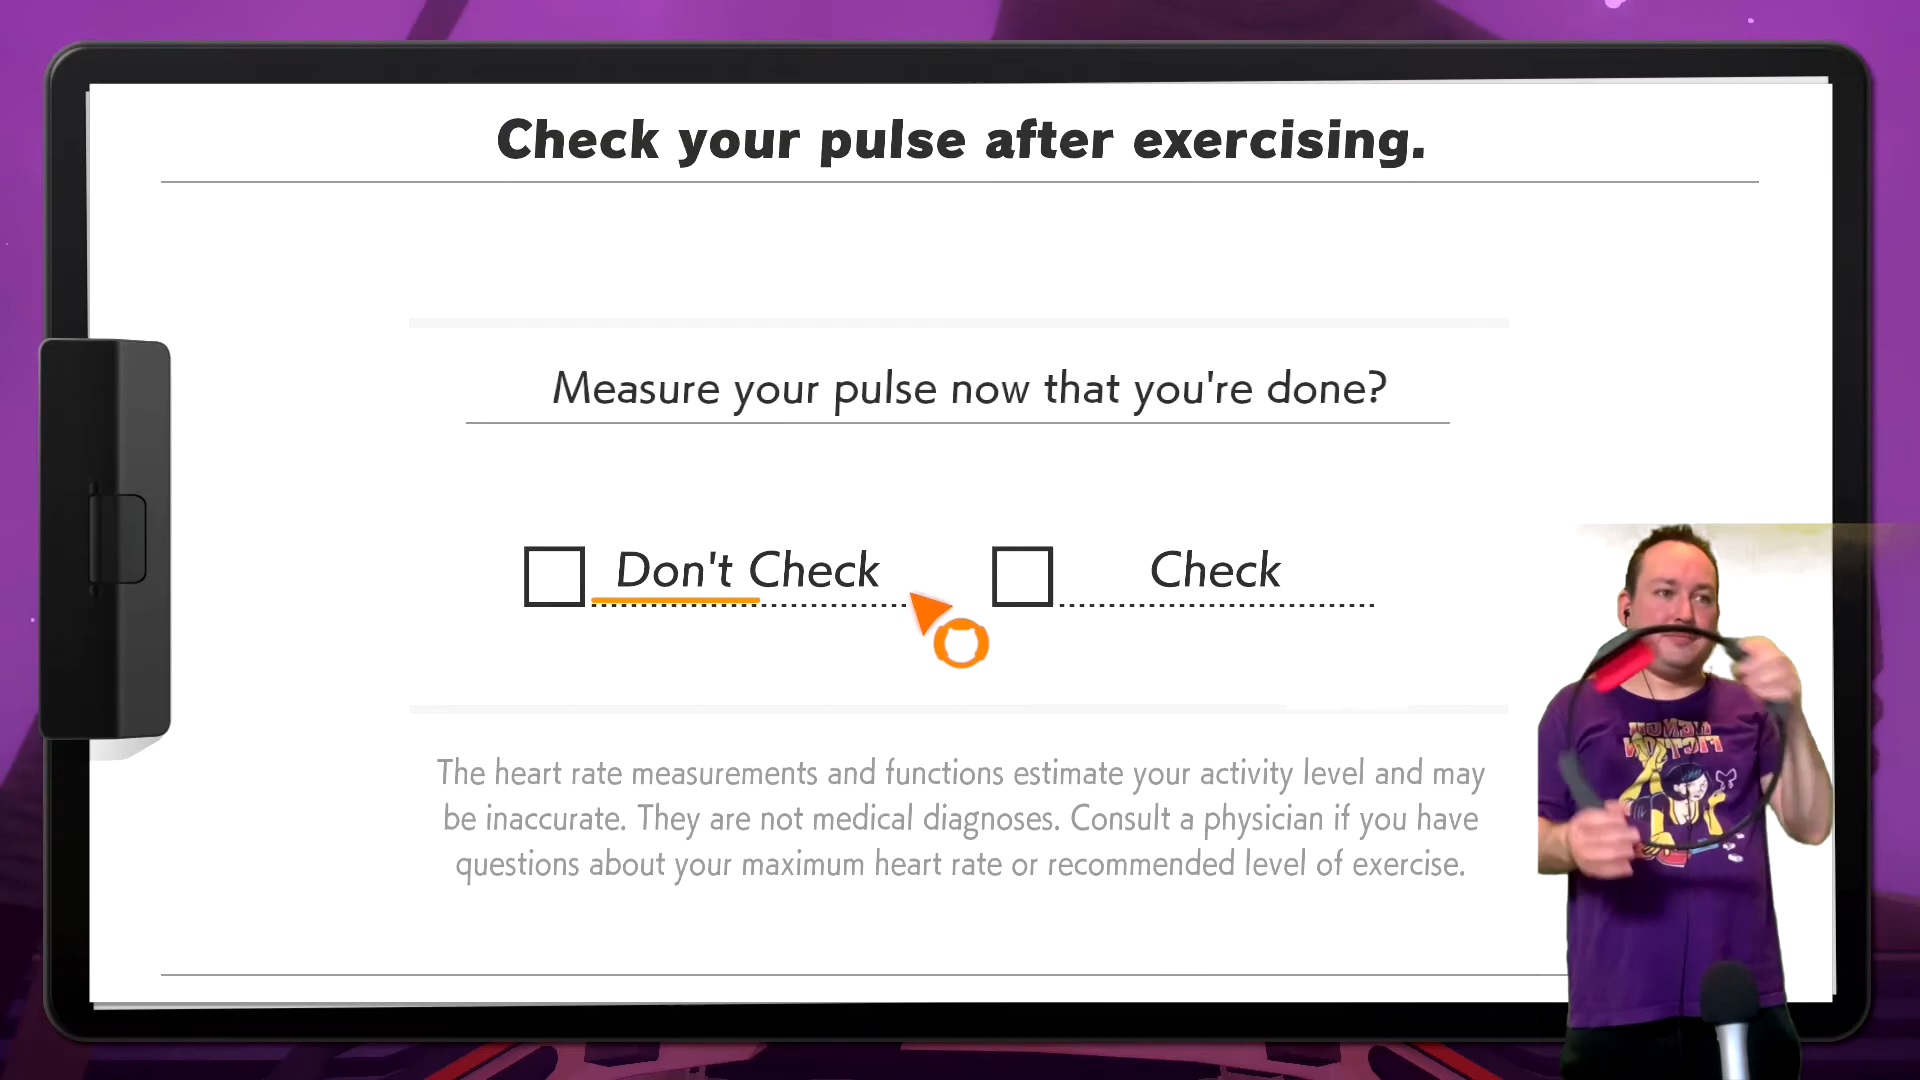 Check your pulse after exercising.
Measure your pulse now that you're done?
Don't Check
Check
The heart rate measurements and functions estimate your activity level and may
be inaccurate. They are not medical diagnoses. Consult a physician if you have
questions about your maximum heart rate or recommended level of exercise.